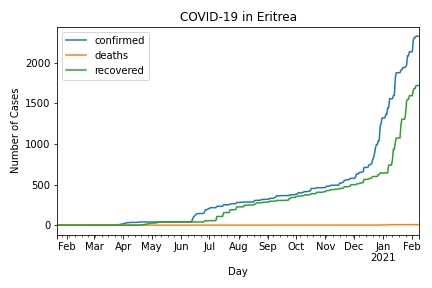 COVID-19 in Eritrea
confirmed
deaths
recovered
Number of Cases
2000
1500
1000
500
0
Feb Mar Apr May Jun Jul Aug Sep Oct Nov Dec Jan Feb
2021
Day